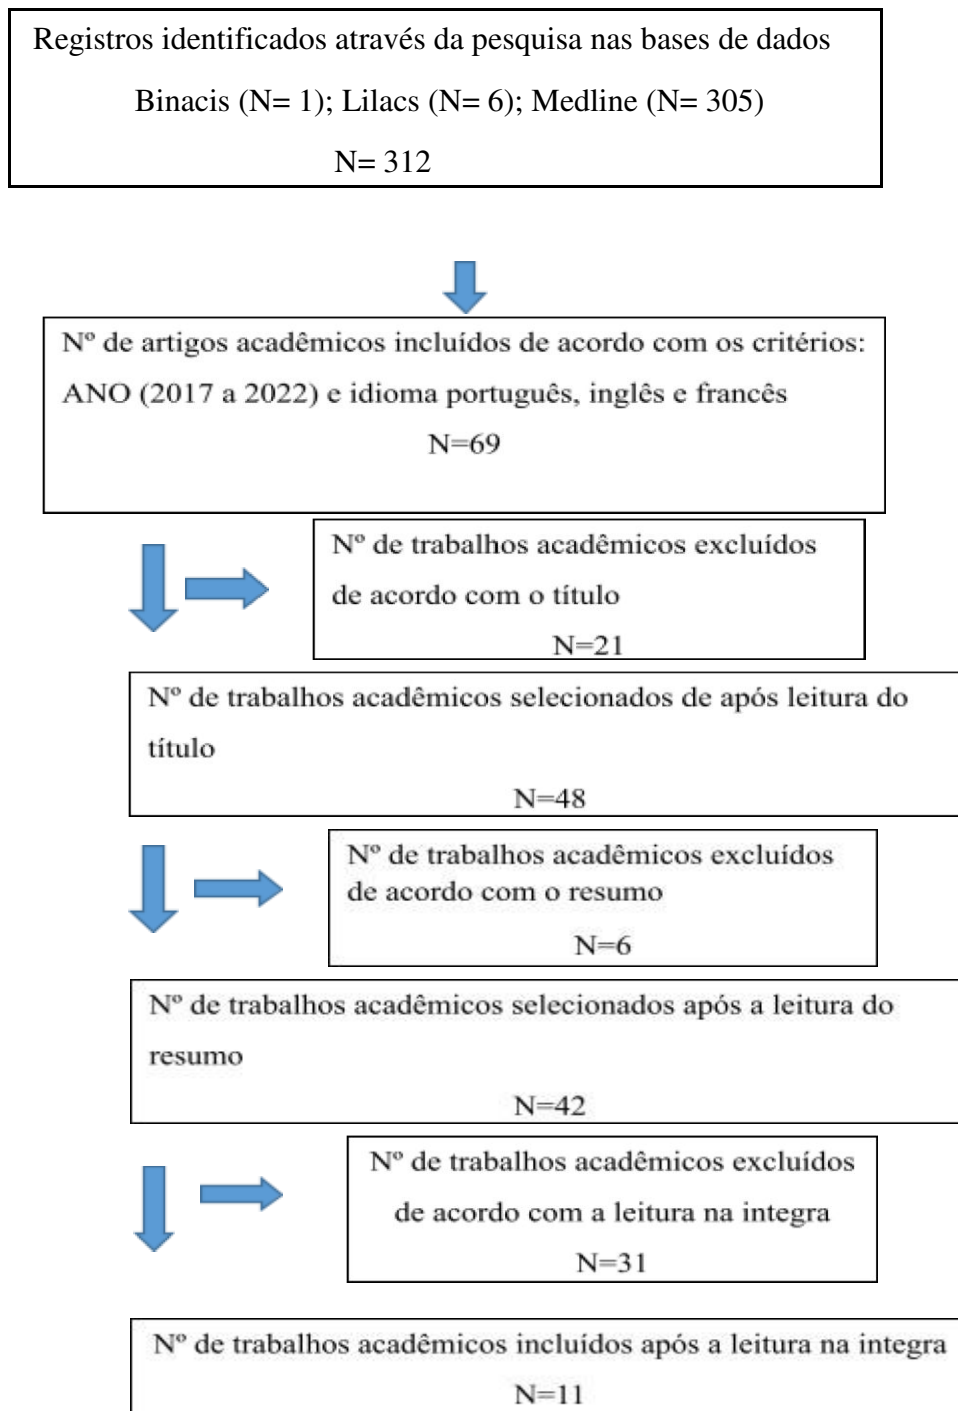 Registros identificados através da pesquisa nas bases de dados
Binacis (N= 1); Lilacs (N= 6); Medline (N= 305)
N= 312
Nº de artigos acadêmicos incluídos de acordo com os critérios:
ANO (2017 a 2022) e idioma português, inglês e francês
N=69
Nº de trabalhos acadêmicos excluídos
de acordo com o título
N=21
Nº de trabalhos acadêmicos selecionados de após leitura do
título
N=48
Nº de trabalhos acadêmicos excluídos
de acordo com o resumo
N=6
Nº de trabalhos acadêmicos selecionados após a leitura do
resumo
N=42
Nº de trabalhos acadêmicos excluídos
de acordo com a leitura na integra
N=31
Nº de trabalhos acadêmicos incluídos após a leitura na integra
N=11